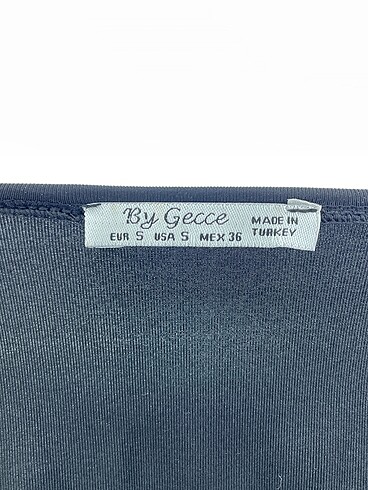 By Gecce
EUR S USA S MEX 36
MADE IN
TURKEY